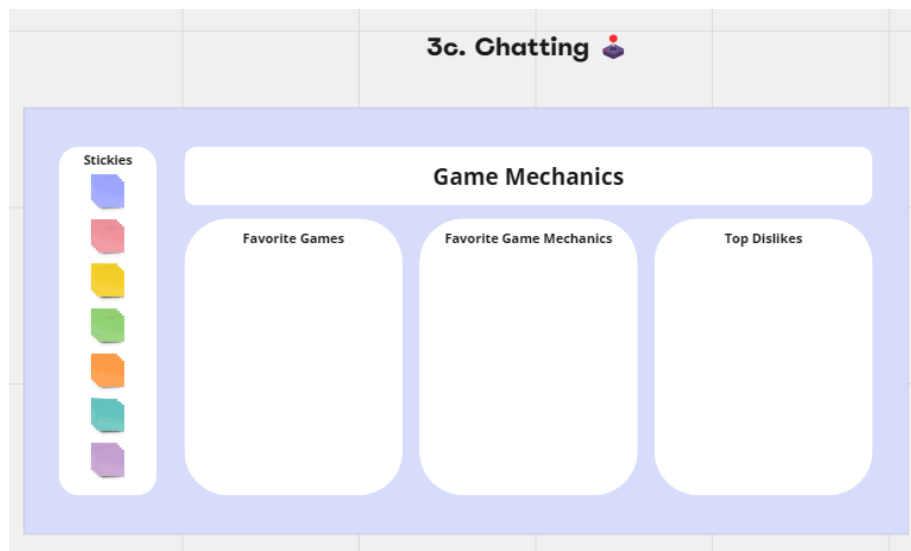 3c. Chatting 🕹️
Stickies
Game Mechanics
Favorite Games
Favorite Game Mechanics
Top Dislikes